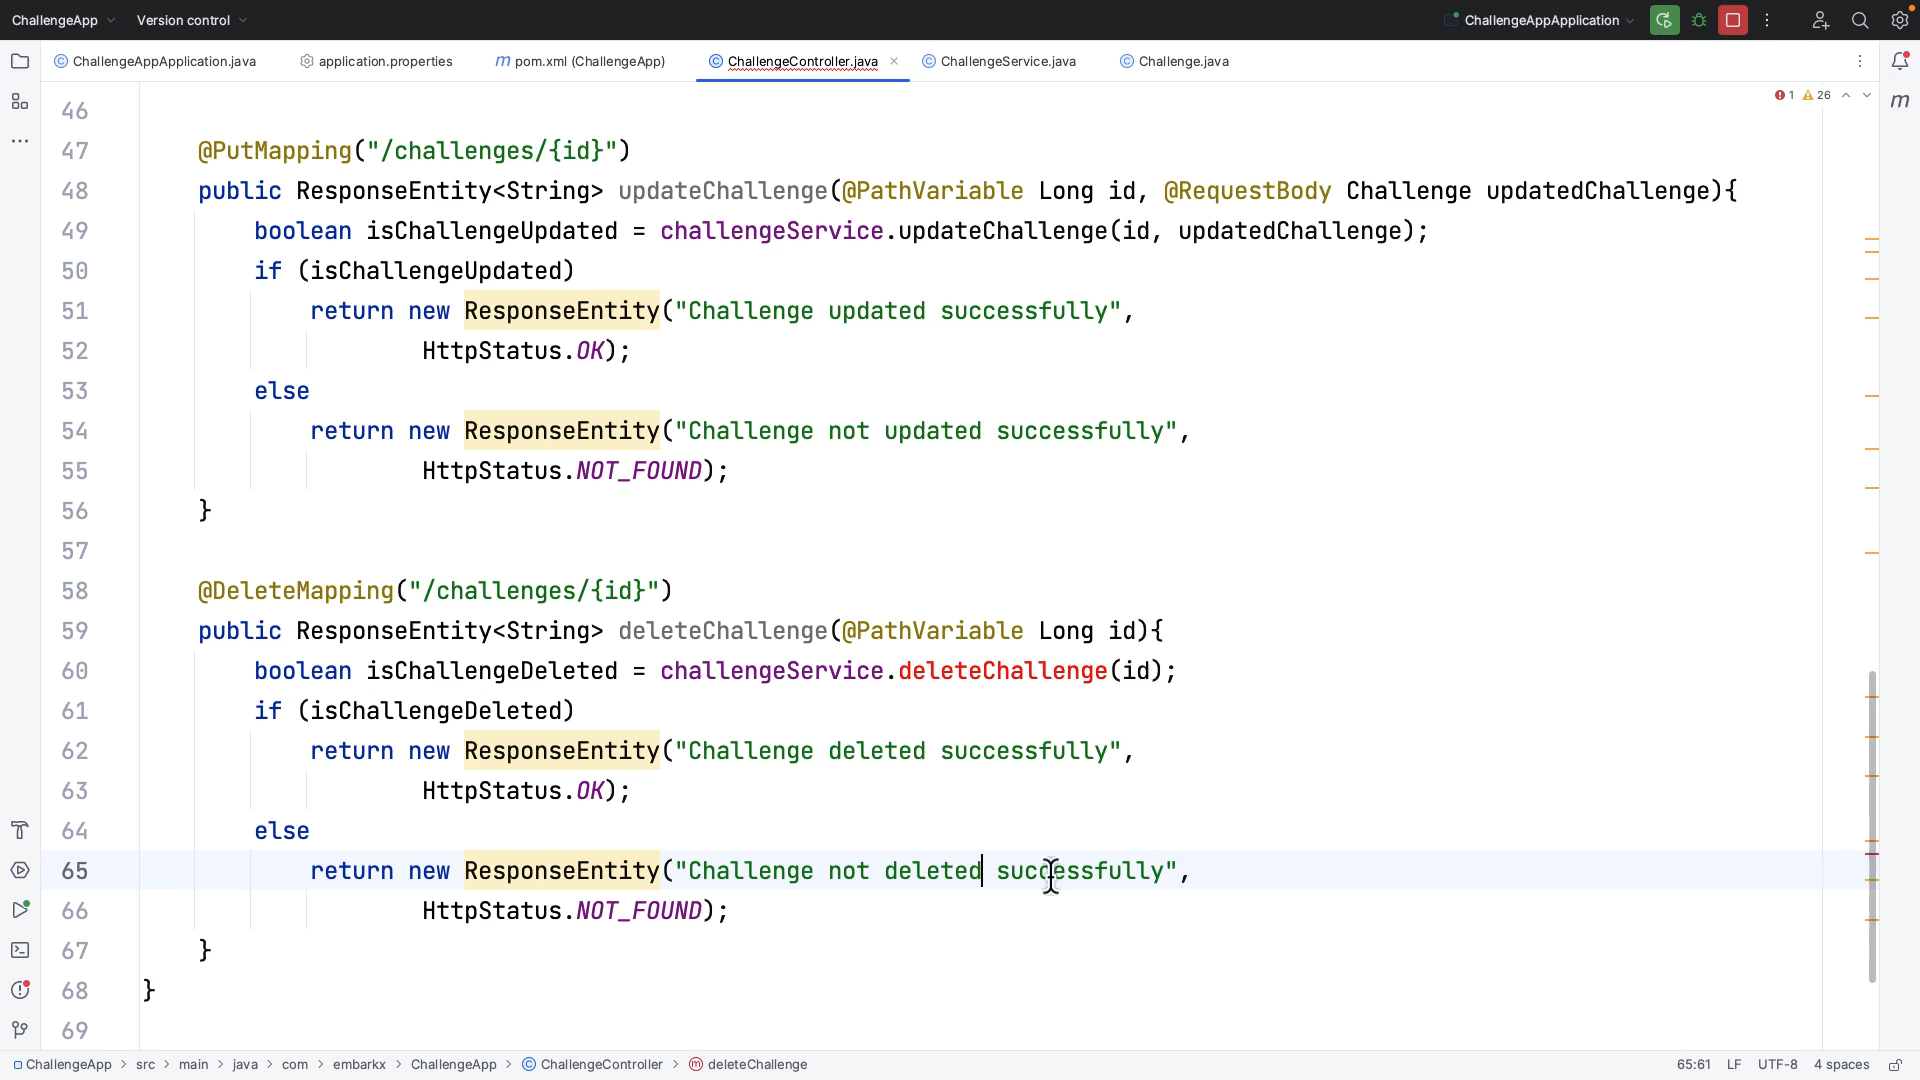 ChallengeApp Version control ChallengeAppApplication
ChallengeAppApplication.java application.properties pom.xml (ChallengeApp) ChallengeController.java ChallengeService.java Challenge.java
1 26
46
47 @PutMapping("/challenges/{id}")
48 public ResponseEntity<String> updateChallenge(@PathVariable Long id, @RequestBody Challenge updatedChallenge){
49 boolean isChallengeUpdated = challengeService.updateChallenge(id, updatedChallenge);
50 if (isChallengeUpdated)
51 return new ResponseEntity("Challenge updated successfully",
52 HttpStatus.OK);
53 else
54 return new ResponseEntity("Challenge not updated successfully",
55 HttpStatus.NOT_FOUND);
56 }
57
58 @DeleteMapping("/challenges/{id}")
59 public ResponseEntity<String> deleteChallenge(@PathVariable Long id){
60 boolean isChallengeDeleted = challengeService.deleteChallenge(id);
61 if (isChallengeDeleted)
62 return new ResponseEntity("Challenge deleted successfully",
63 HttpStatus.OK);
64 else
65 return new ResponseEntity("Challenge not deleted successfully",
66 HttpStatus.NOT_FOUND);
67 }
68 }
69
ChallengeApp > src > main > java > com > embarkx > ChallengeApp > ChallengeController > deleteChallenge 65:61 LF UTF-8 4 spaces